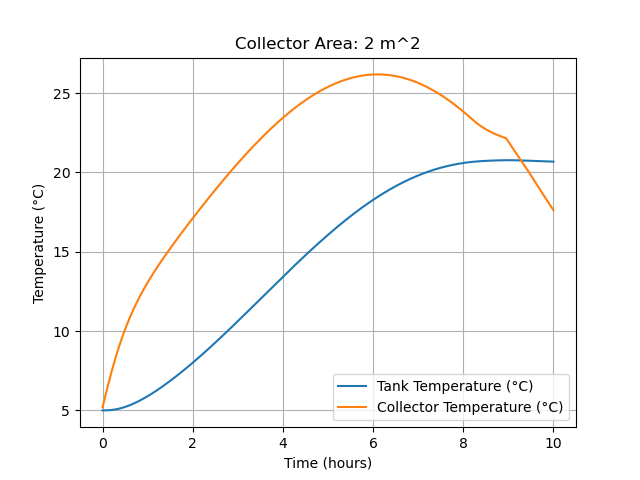 Collector Area: 2 m^2
Temperature (°C)
25
20
15
10
5
0 2 4 6 8 10
Time (hours)
Tank Temperature (°C)
Collector Temperature (°C)